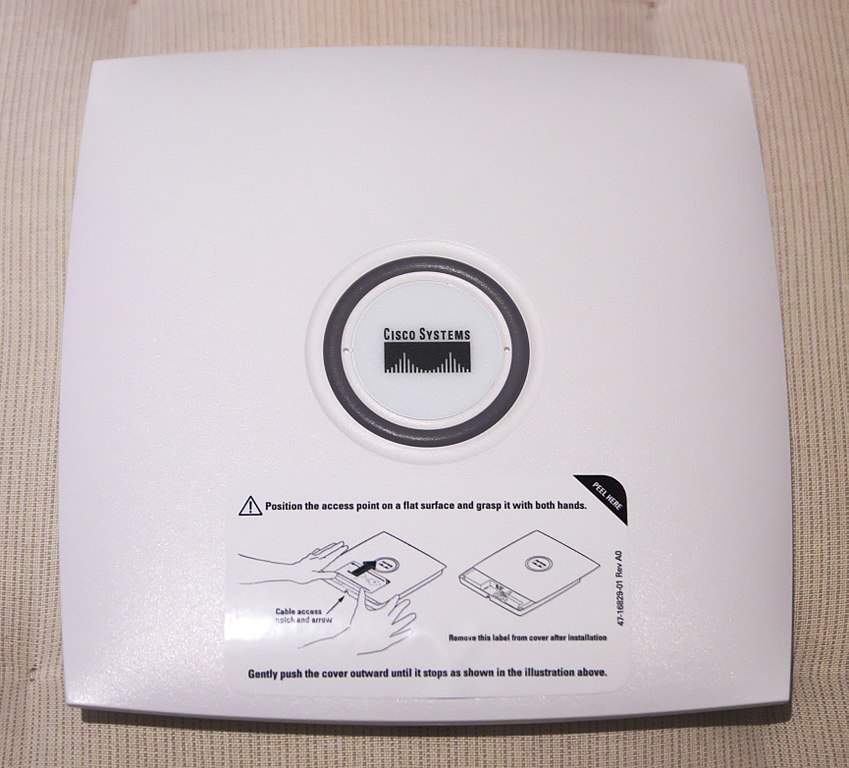 CISCO SYSTEMS
PEEL HERE
Position the access point on a flat surface and grasp it with both hands.
Cable access
notch and arrow
47-16829-01 Rev A0
Remove this label from cover after installation
Gently push the cover outward until it stops as shown in the illustration above.